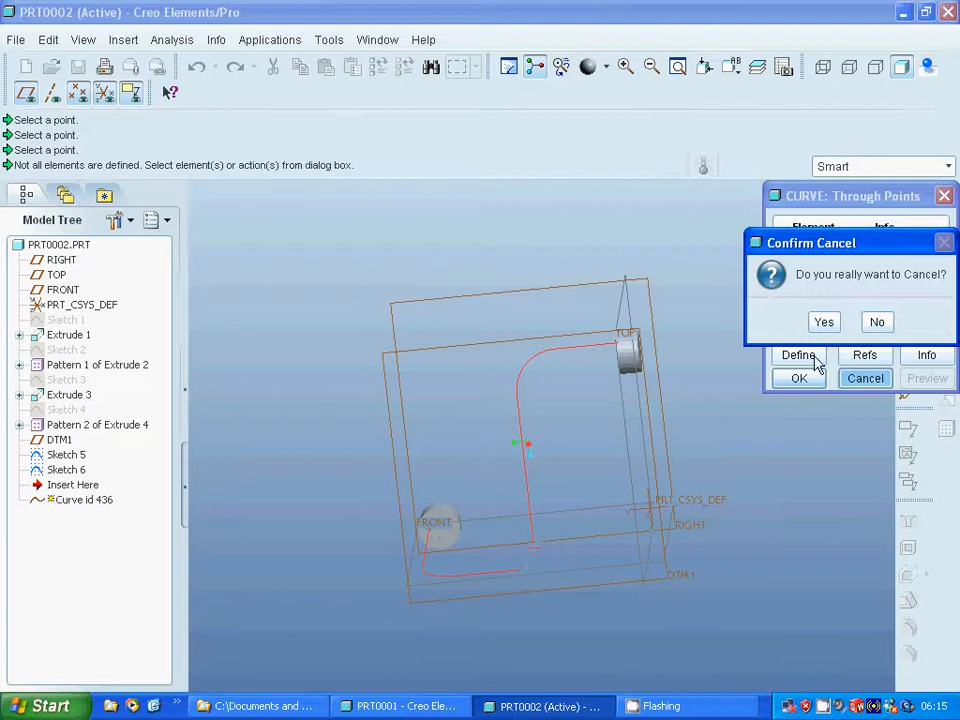 PRT0002 (Active) - Creo Elements/Pro
File Edit View Insert Analysis Info Applications Tools Window Help
Select a point.
Select a point.
Select a point.
Not all elements are defined. Select element(s) or action(s) from dialog box.
Smart
Model Tree
PRT0002.PRT
RIGHT
TOP
FRONT
PRT_CSYS_DEF
Sketch 1
Extrude 1
Sketch 2
Pattern 1 of Extrude 2
Sketch 3
Extrude 3
Sketch 4
Pattern 2 of Extrude 4
DTM1
Sketch 5
Sketch 6
Insert Here
Curve id 436
TOP
FRONT
PRT_CSYS_DEF
RIGHT
DTM1
CURVE: Through Points
Element Info
Confirm Cancel
Do you really want to Cancel?
Yes No
Define Refs Info
OK Cancel Preview
Start
C:\Documents and ...
PRT0001 - Creo Ele...
PRT0002 (Active) - ...
Flashing
06:15